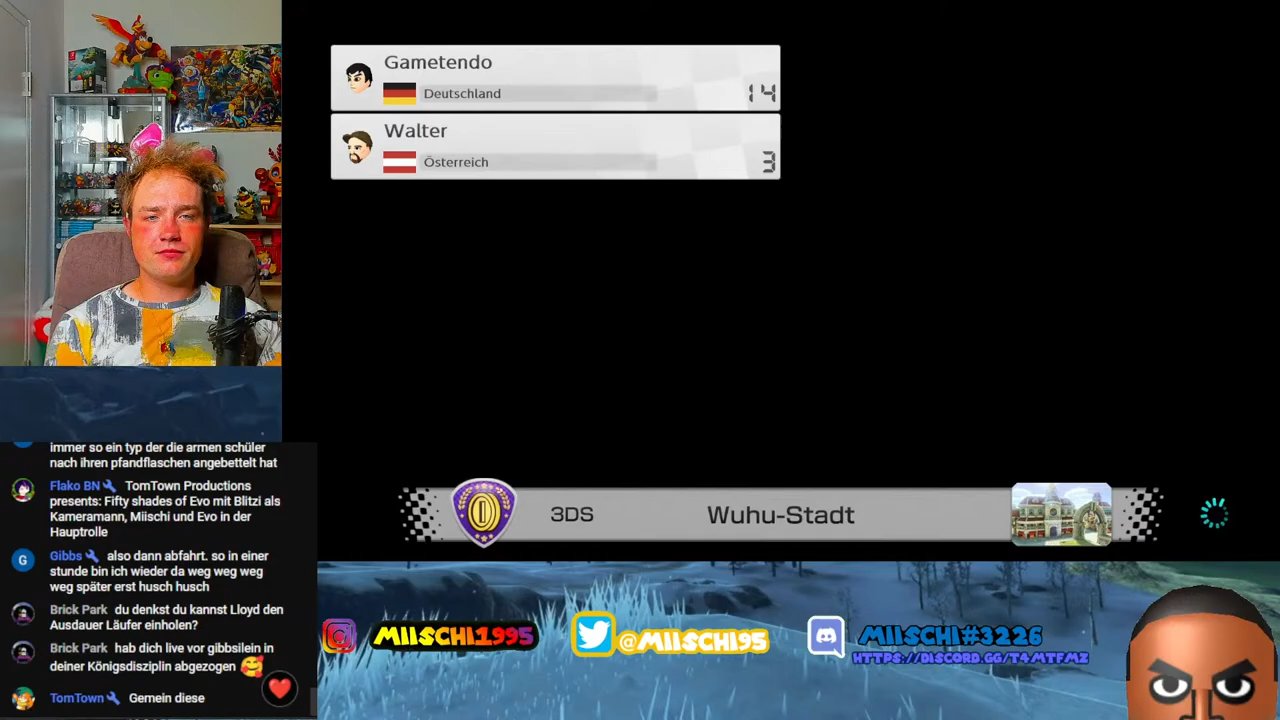 Gametendo
Deutschland
14
Walter
Österreich
3
immer so ein typ der die armen schüler
nach ihren pfandflaschen angebettelt hat
Flako BN TomTown Productions
presents: Fifty shades of Evo mit Blitzi als
Kameramann, Miischi und Evo in der
Hauptrolle
G Gibbs also dann abfahrt. so in einer
stunde bin ich wieder da weg weg weg
weg später erst husch husch
Brick Park du denkst du kannst Lloyd den
Ausdauer Läufer einholen?
Brick Park hab dich live vor gibbsilein in
deiner Königsdisziplin abgezogen
TomTown Gemein diese
3DS Wuhu-Stadt
MIISCHI1995
@MIISCHI95
MIISCHI#3226
HTTPS://DISCORD.GG/T4MTFMZ